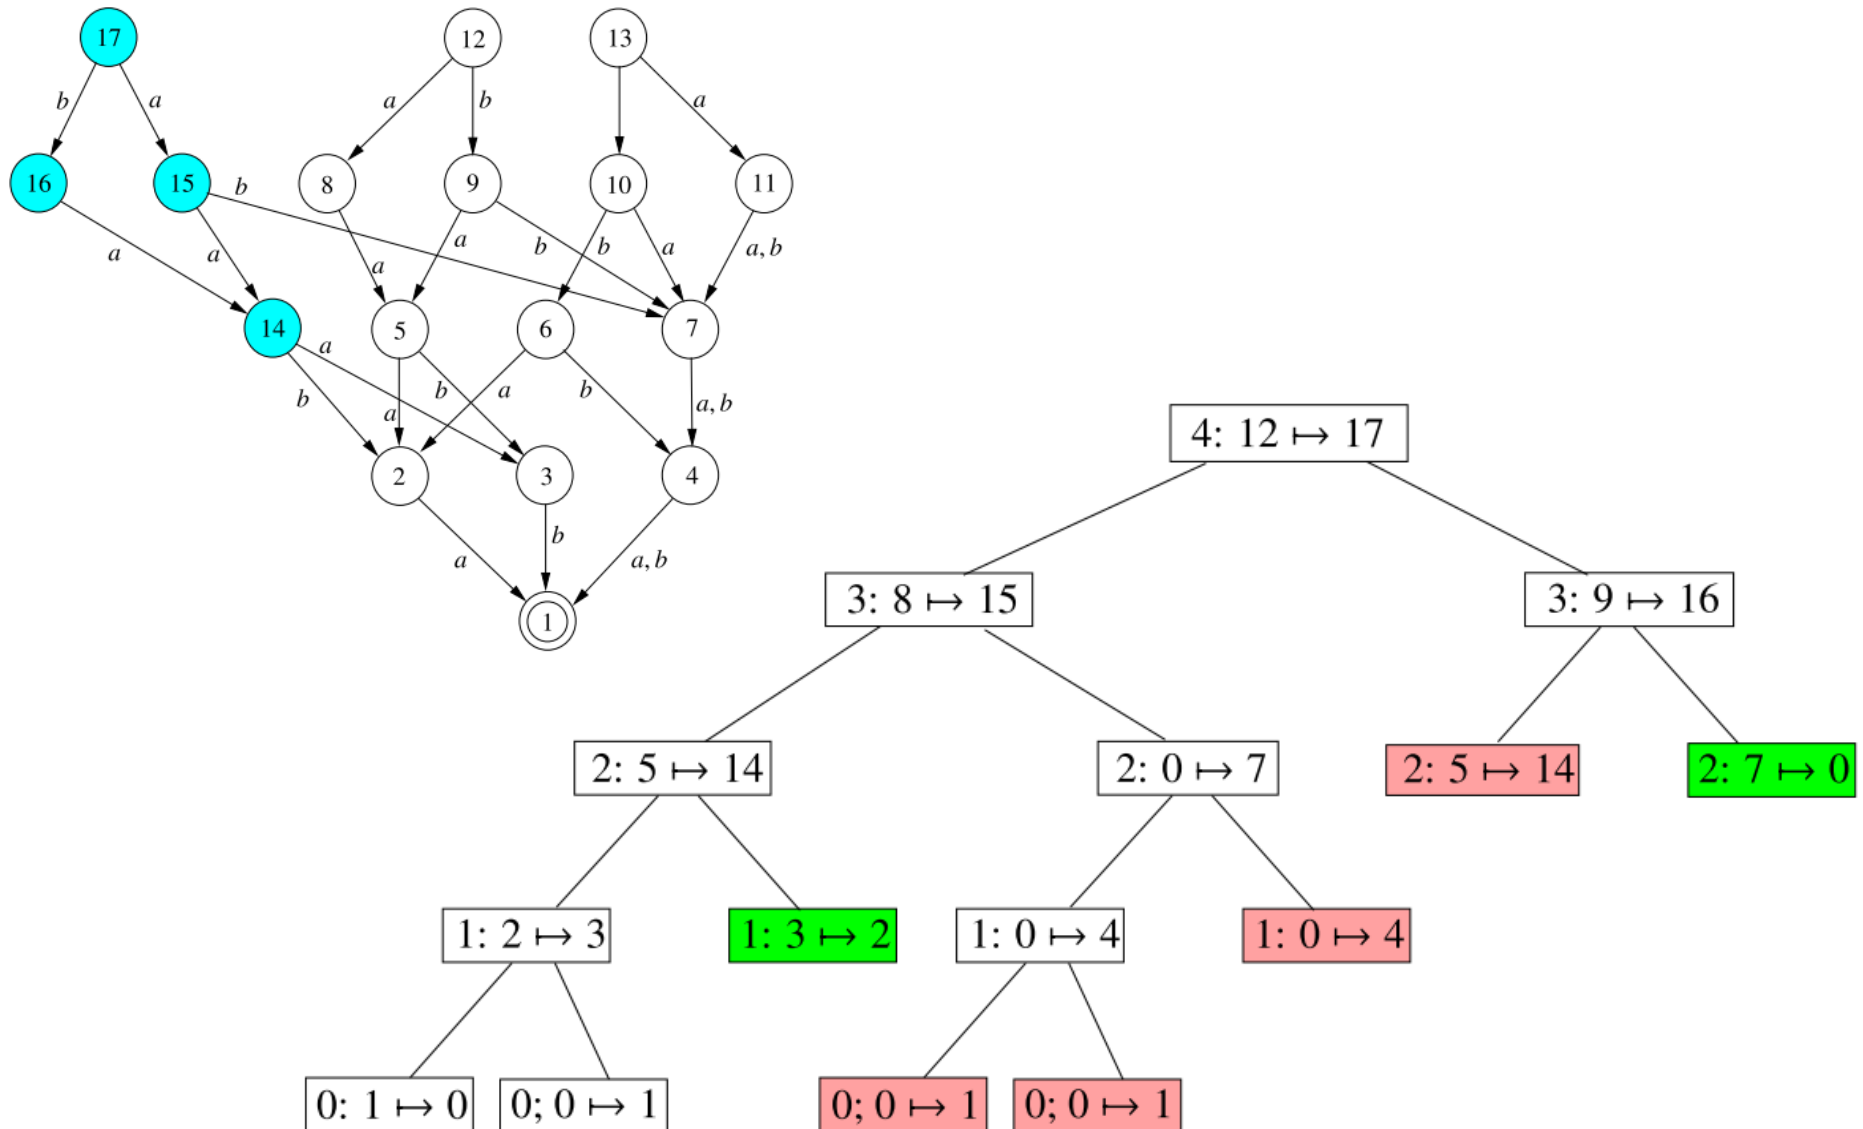 17 12 13
b a a b a
16 15 8 9 10 11
b
a a a a b b a a, b
14 5 6 7
a
b a b a b a, b
2 3 4
a b a, b
1
4: 12 ↦ 17
3: 8 ↦ 15 3: 9 ↦ 16
2: 5 ↦ 14 2: 0 ↦ 7 2: 5 ↦ 14 2: 7 ↦ 0
1: 2 ↦ 3 1: 3 ↦ 2 1: 0 ↦ 4 1: 0 ↦ 4
0: 1 ↦ 0 0; 0 ↦ 1 0; 0 ↦ 1 0; 0 ↦ 1